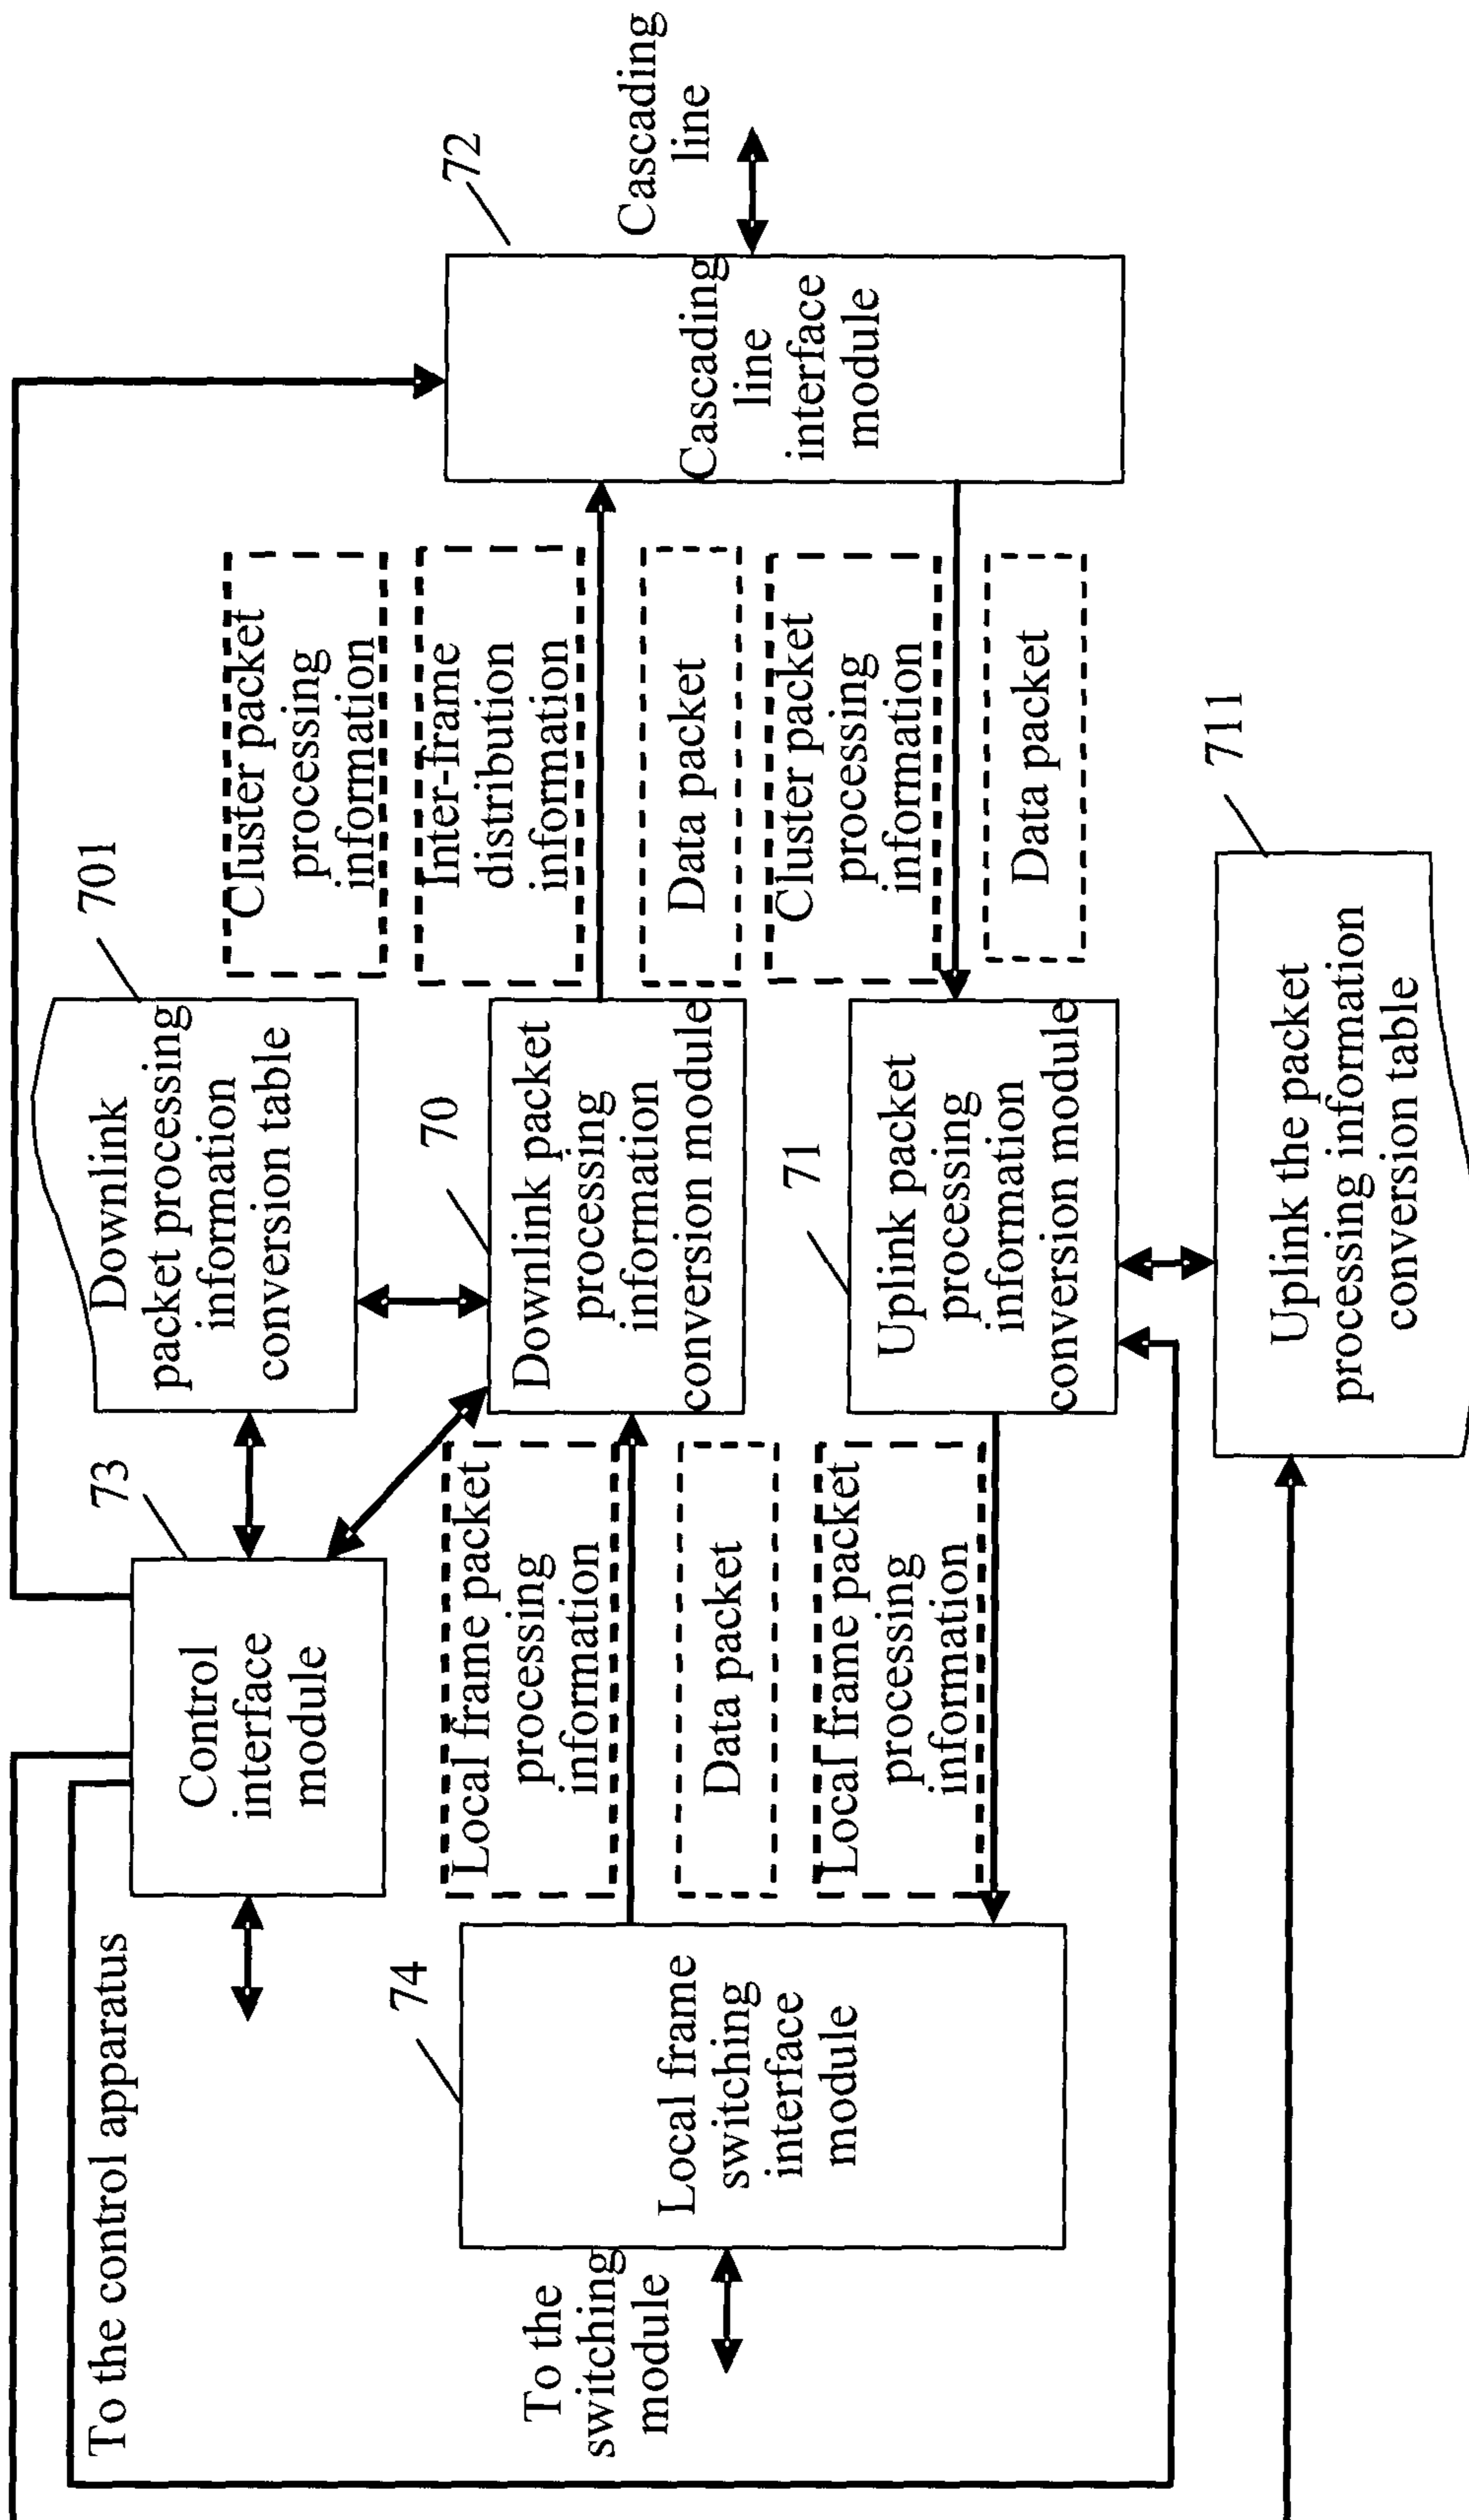 To the control apparatus
73
Control
interface
module
701
Downlink
packet processing
information
conversion table
Cluster packet
processing
information
Inter-frame
distribution
information
Data packet
Cluster packet
processing
information
Data packet
72
Cascading
line
interface
module
Cascading
line
To the
switching
module
74
Local frame
switching
interface
module
Local frame packet
processing
information
Data packet
Local frame packet
processing
information
70
Downlink packet
processing
information
conversion module
71
Uplink packet
processing
information
conversion module
711
Uplink the packet
processing information
conversion table